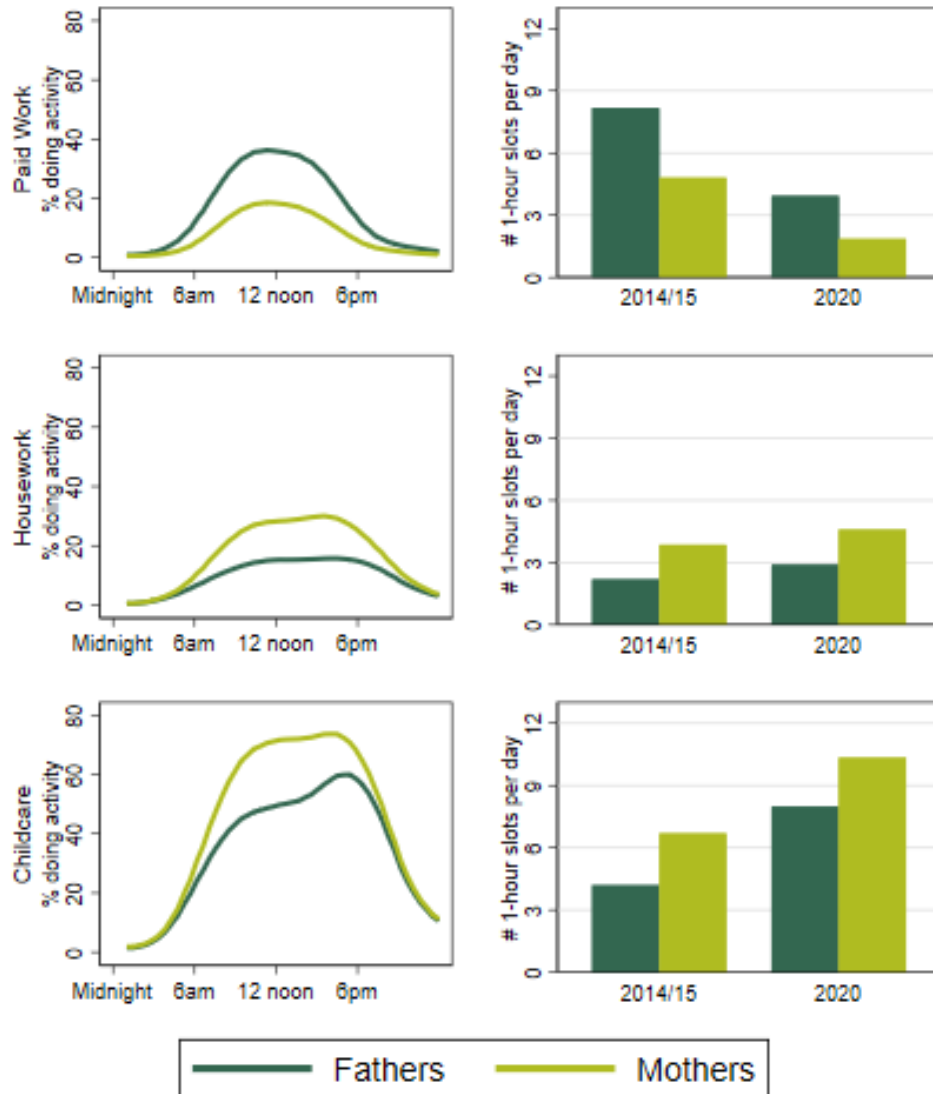 Paid Work
% doing activity
80
60
40
20
0
Midnight 6am 12 noon 6pm
# 1-hour slots per day
12
9
6
3
0
2014/15 2020
Housework
% doing activity
80
60
40
20
0
Midnight 6am 12 noon 6pm
# 1-hour slots per day
12
9
6
3
0
2014/15 2020
Childcare
% doing activity
80
60
40
20
0
Midnight 6am 12 noon 6pm
# 1-hour slots per day
12
9
6
3
0
2014/15 2020
Fathers Mothers